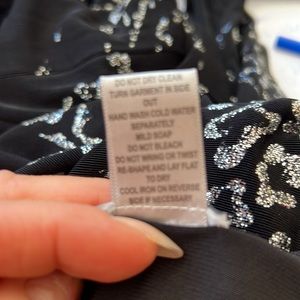 DO NOT DRY CLEAN
TURN GARMENT IN SIDE
OUT
HAND WASH COLD WATER
SEPARATELY
MILD SOAP
DO NOT BLEACH
DO NOT WRING OR TWIST
RE-SHAPE AND LAY FLAT
TO DRY
COOL IRON ON REVERSE
SIDE IF NECESSARY